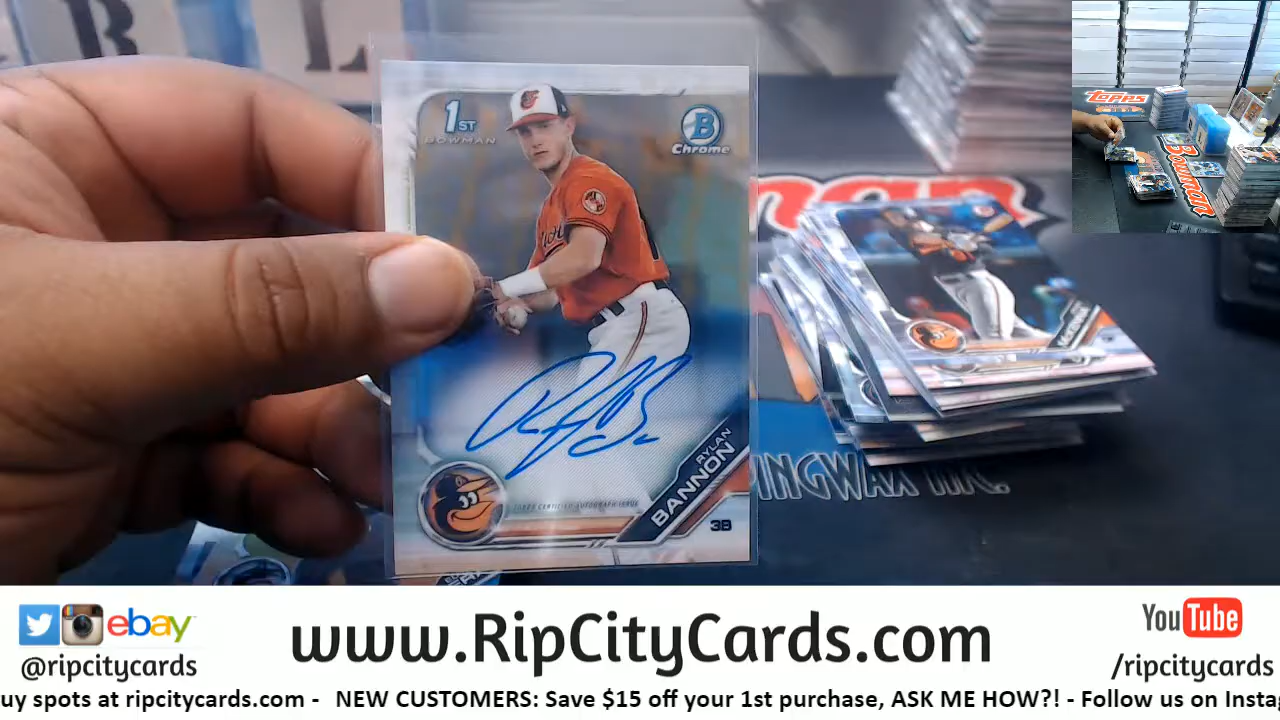 1ST
BOWMAN
B
Chrome
RYLAN
BANNON
3B
TOPPS CERTIFIED AUTOGRAPH ISSUE
Topps
Bowman
ebay
@ripcitycards
www.RipCityCards.com
YouTube
/ripcitycards
uy spots at ripcitycards.com - NEW CUSTOMERS: Save $15 off your 1st purchase, ASK ME HOW?! - Follow us on Insta